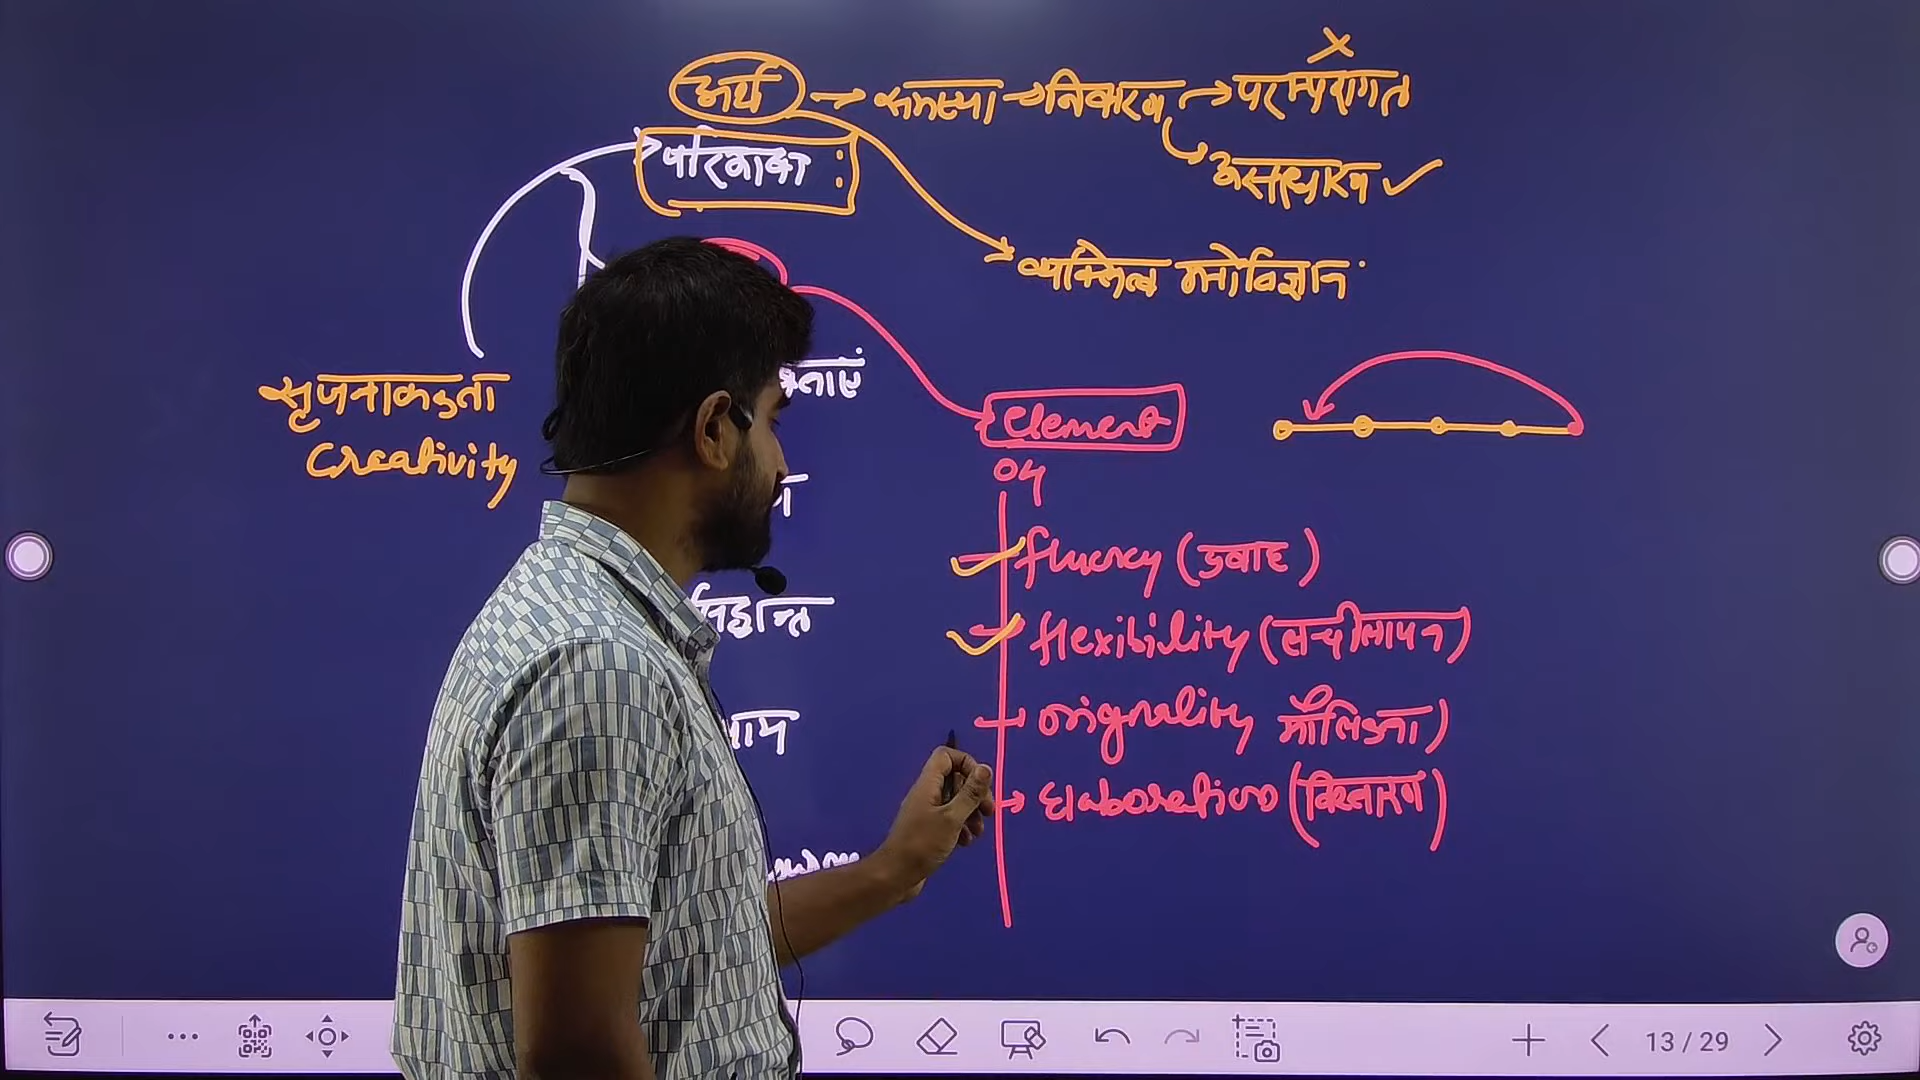 अर्थ → समस्या → निवारण → परम्परागत
असाधारण
परिभाषा :
व्यक्तित्व मनोविज्ञान
सृजनात्मकता
Creativity
Element
04
fluency (प्रवाह)
flexibility (लचीलापन)
originality मौलिकता)
Elaboration (विस्तारण)
13/29